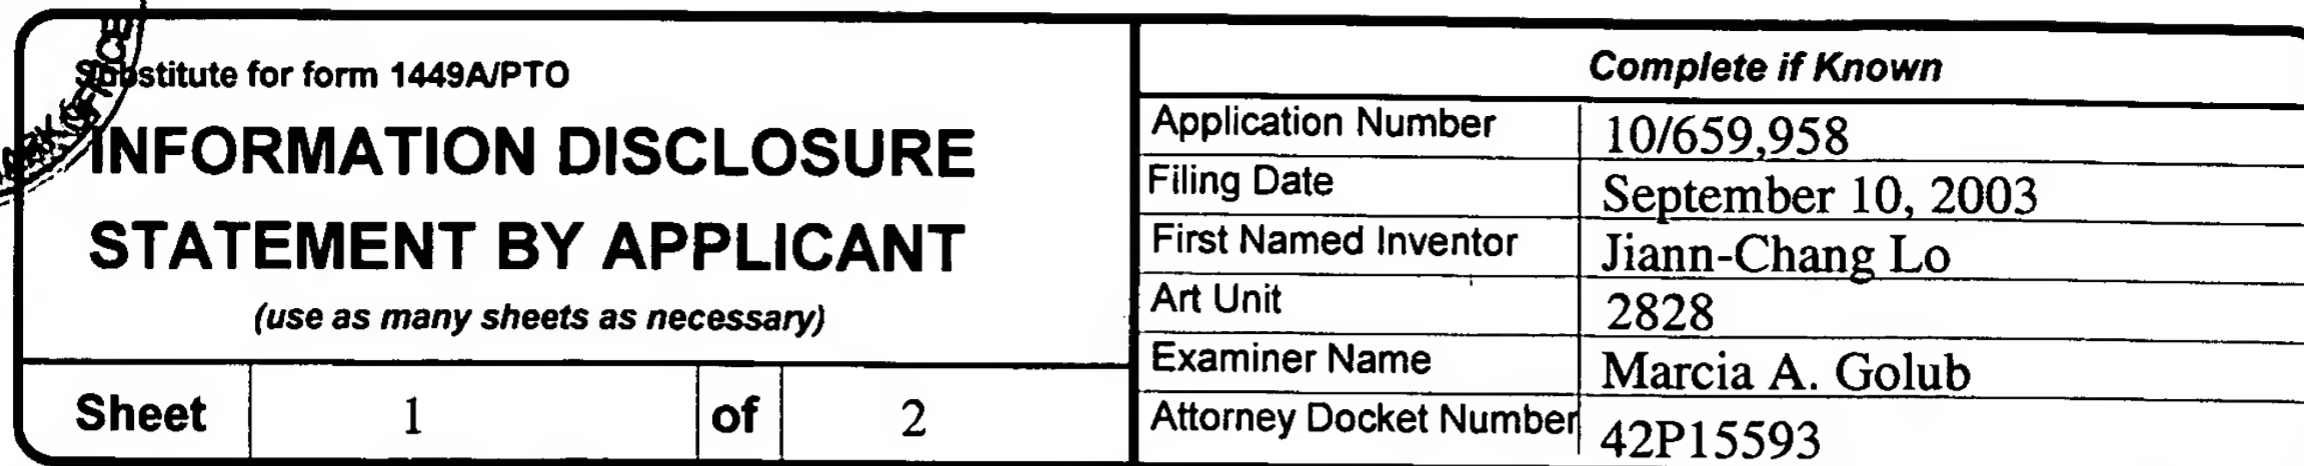 Substitute for form 1449A/PTO
INFORMATION DISCLOSURE
STATEMENT BY APPLICANT
(use as many sheets as necessary)
Sheet 1 of 2
Complete if Known
Application Number 10/659,958
Filing Date September 10, 2003
First Named Inventor Jiann-Chang Lo
Art Unit 2828
Examiner Name Marcia A. Golub
Attorney Docket Number 42P15593